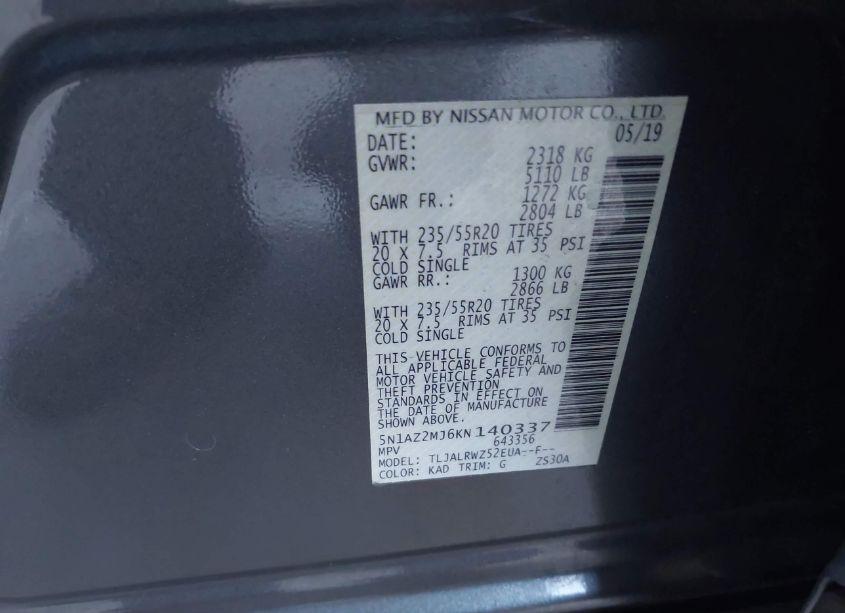 MFD BY NISSAN MOTOR CO., LTD.
DATE: 05/19
GVWR: 2318 KG
5110 LB
GAWR FR.: 1272 KG
2804 LB
WITH 235/55R20 TIRES
20 X 7.5 RIMS AT 35 PSI
COLD SINGLE
GAWR RR.: 1300 KG
2866 LB
WITH 235/55R20 TIRES
20 X 7.5 RIMS AT 35 PSI
COLD SINGLE
THIS VEHICLE CONFORMS TO
ALL APPLICABLE FEDERAL
MOTOR VEHICLE SAFETY AND
THEFT PREVENTION
STANDARDS IN EFFECT ON
THE DATE OF MANUFACTURE
SHOWN ABOVE.
5N1AZ2MJ6KN140337
MPV 643356
MODEL: TLJALRWZ52EUA--F--
COLOR: KAD TRIM: G ZS30A